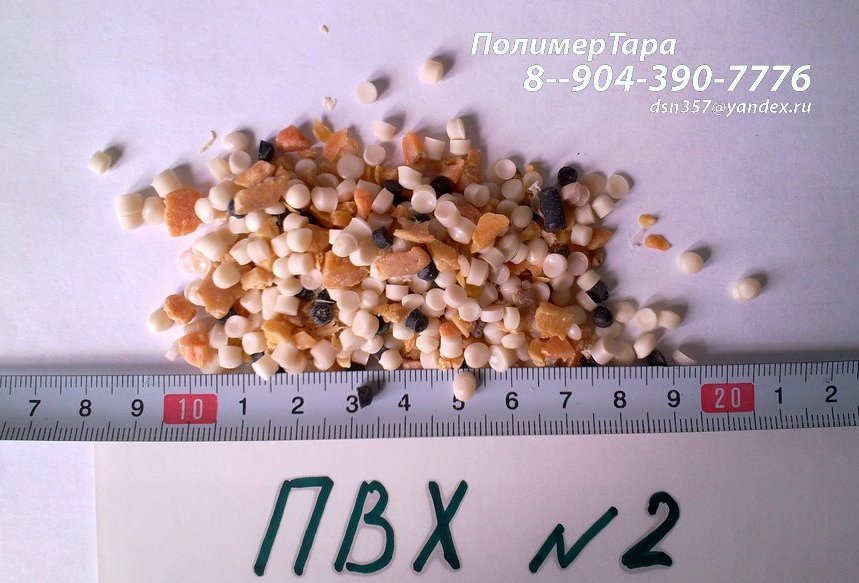 ПолимерТара
8--904-390-7776
dsn357@yandex.ru
7 8 9 10 1 2 3 4 5 6 7 8 9 20 1 2
ПВХ №2